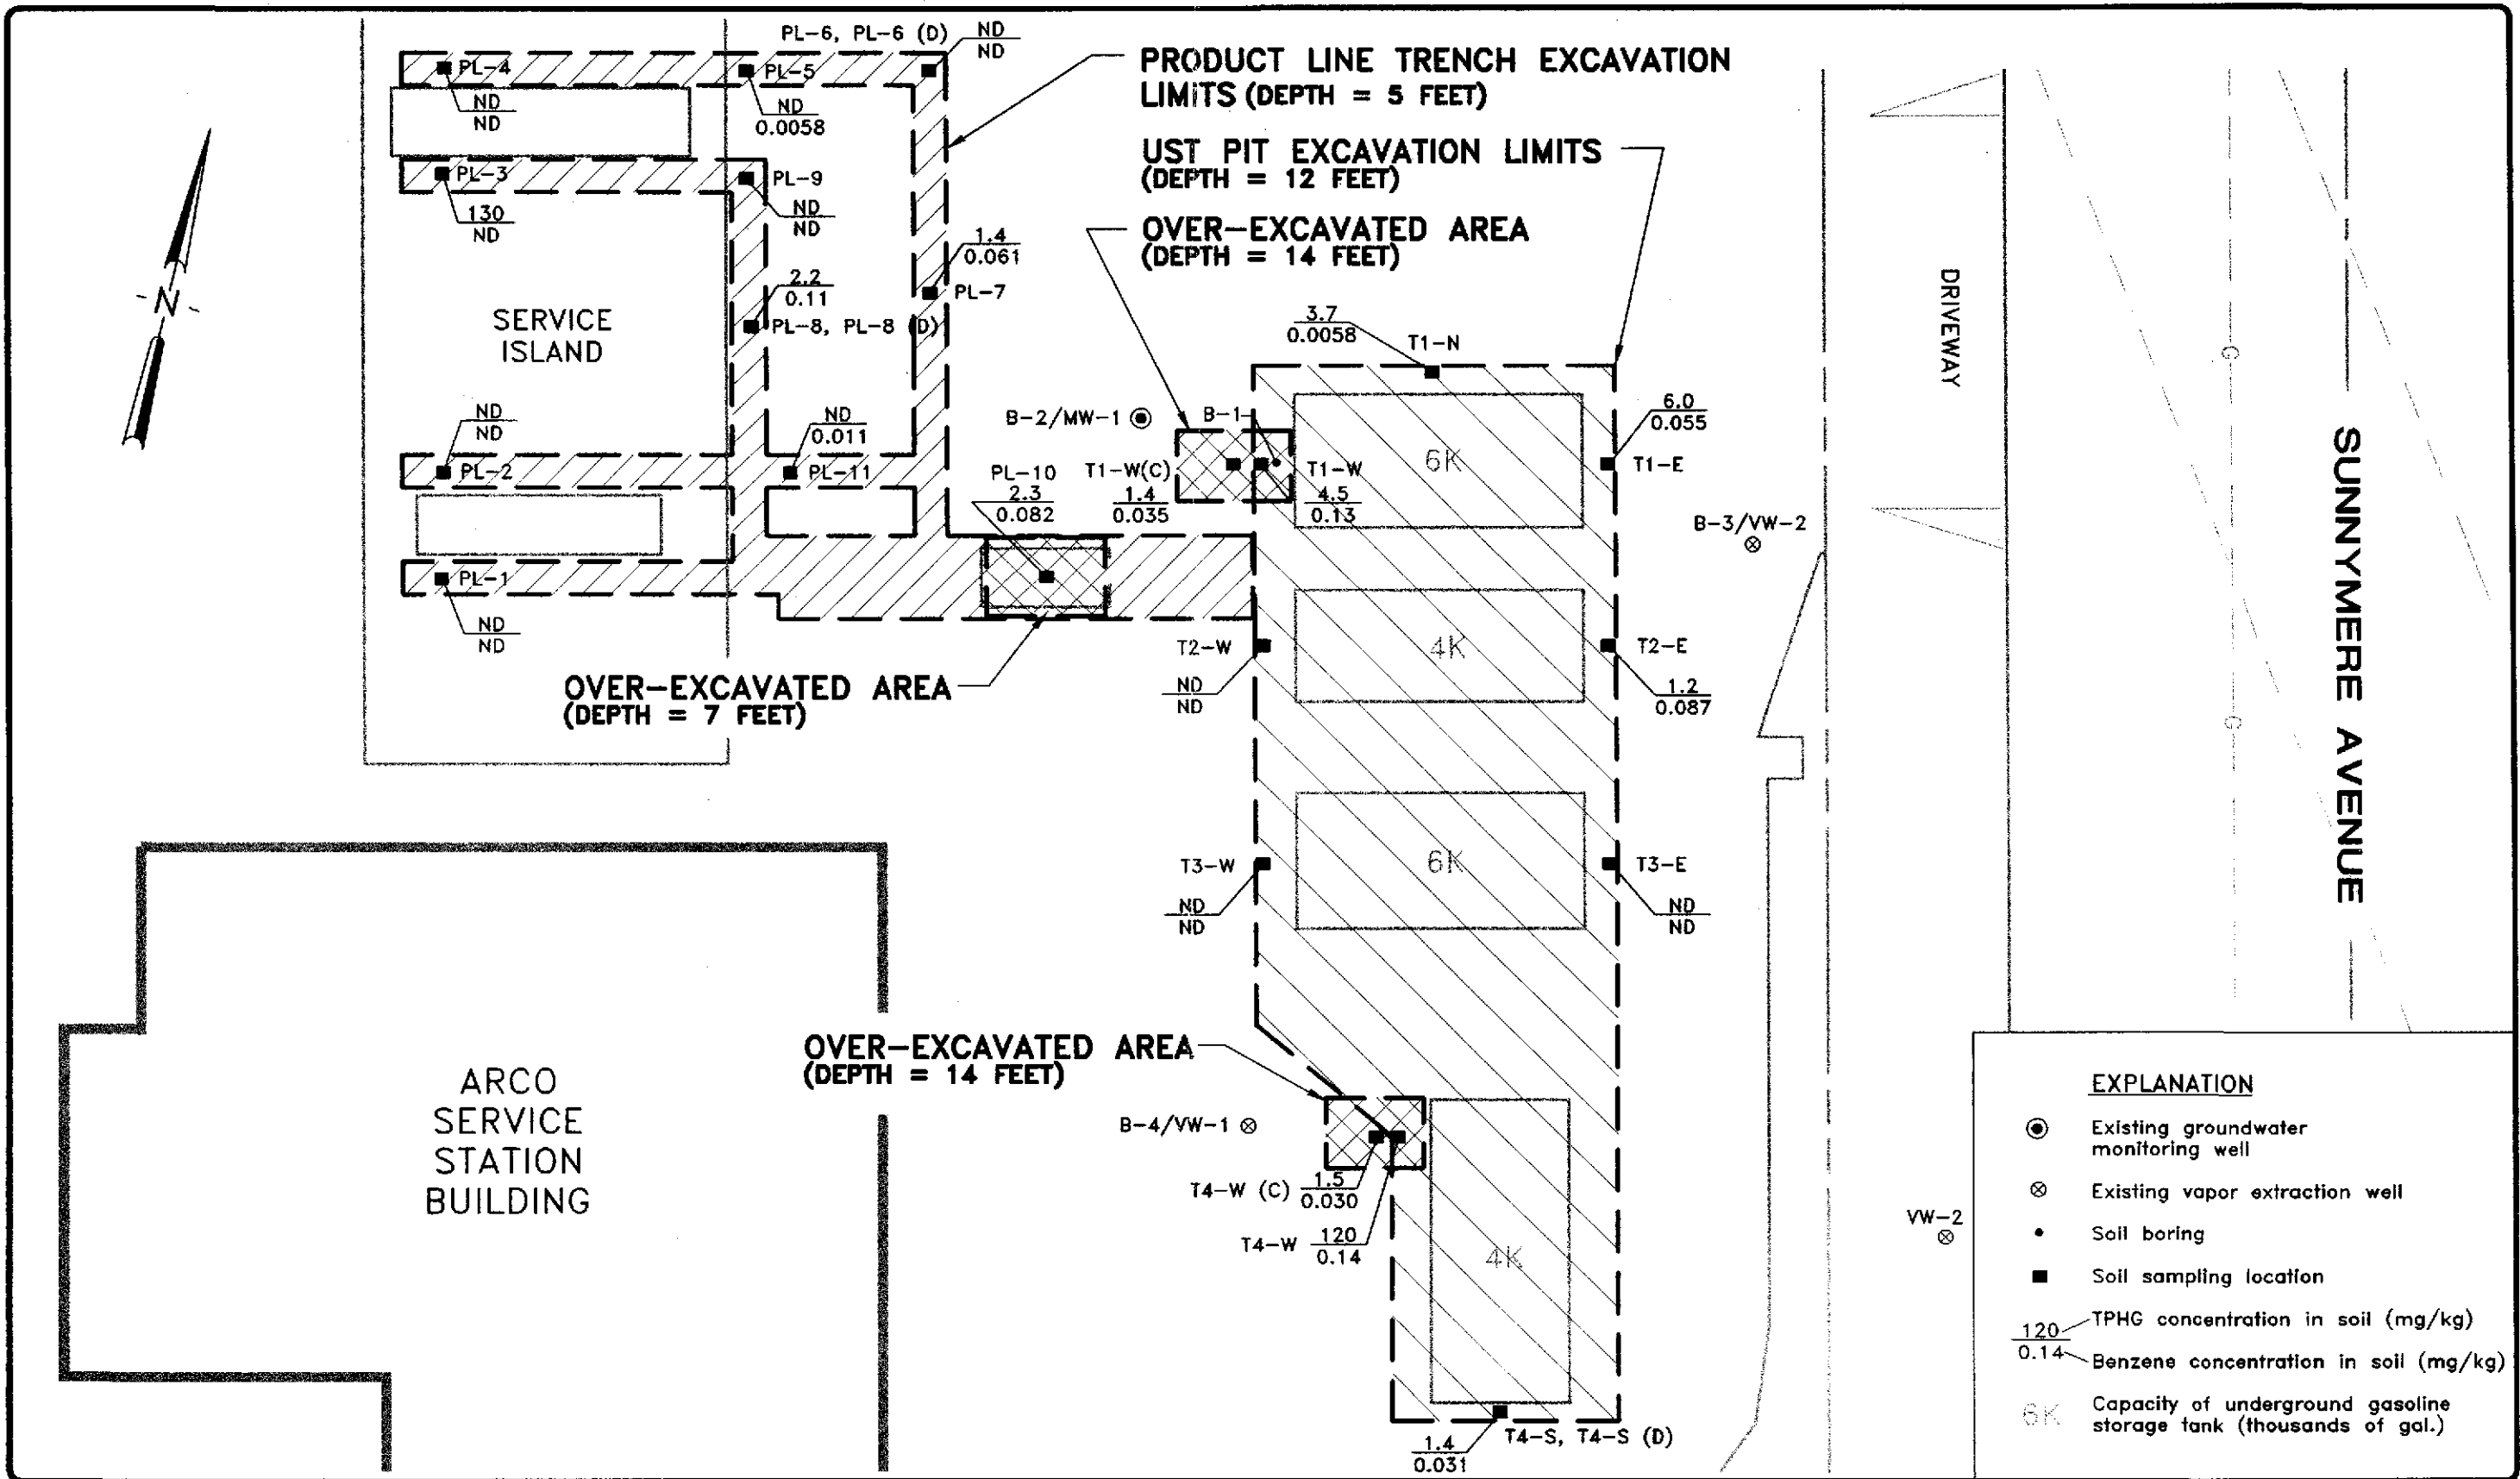 PL-6, PL-6 (D)
ND
ND
PL-4
ND
ND
PL-5
ND
0.0058
PRODUCT LINE TRENCH EXCAVATION
LIMITS (DEPTH = 5 FEET)
UST PIT EXCAVATION LIMITS
(DEPTH = 12 FEET)
OVER-EXCAVATED AREA
(DEPTH = 14 FEET)
PL-3
130
ND
PL-9
ND
ND
1.4
0.061
PL-7
2.2
0.11
PL-8, PL-8 (D)
N
SERVICE
ISLAND
3.7
0.0058
T1-N
DRIVEWAY
G
G
SUNNYMERE AVENUE
ND
ND
PL-2
ND
0.011
PL-11
B-2/MW-1
B-1
6K
6.0
0.055
T1-E
PL-10
2.3
0.082
T1-W(C)
1.4
0.035
T1-W
4.5
0.13
B-3/VW-2
PL-1
ND
ND
OVER-EXCAVATED AREA
(DEPTH = 7 FEET)
T2-W
ND
ND
4K
T2-E
1.2
0.087
T3-W
ND
ND
6K
T3-E
ND
ND
ARCO
SERVICE
STATION
BUILDING
OVER-EXCAVATED AREA
(DEPTH = 14 FEET)
B-4/VW-1
T4-W (C)
1.5
0.030
T4-W
120
0.14
4K
VW-2
1.4
0.031
T4-S, T4-S (D)
EXPLANATION
Existing groundwater
monitoring well
Existing vapor extraction well
Soil boring
Soil sampling location
120
TPHG concentration in soil (mg/kg)
0.14
Benzene concentration in soil (mg/kg)
6K
Capacity of underground gasoline
storage tank (thousands of gal.)